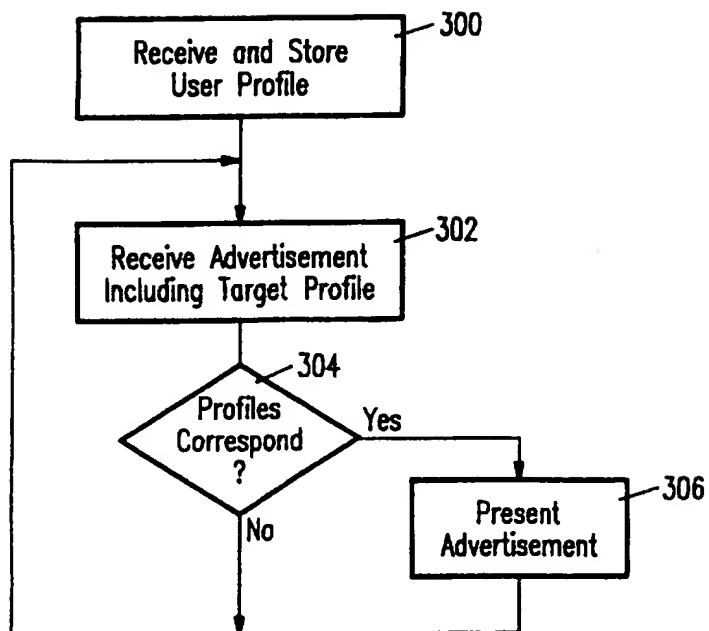 300
Receive and Store
User Profile
302
Receive Advertisement
Including Target Profile
304
Profiles
Correspond
?
Yes
No
306
Present
Advertisement